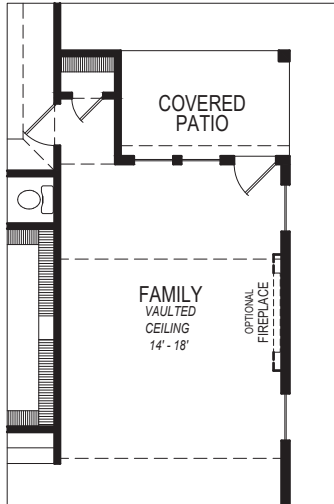 COVERED
PATIO
FAMILY
VAULTED
CEILING
14' - 18'
OPTIONAL
FIREPLACE